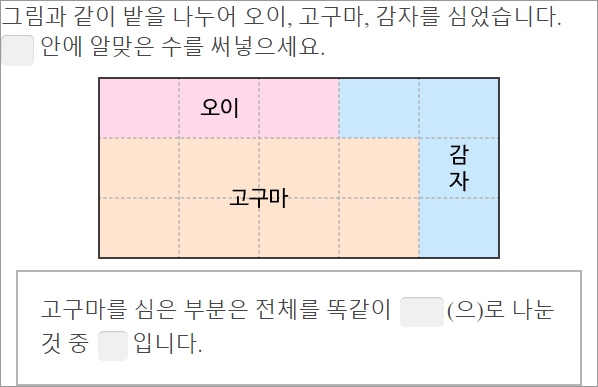 그림과 같이 밭을 나누어 오이, 고구마, 감자를 심었습니다.
안에 알맞은 수를 써넣으세요.
오이
감
자
고구마
고구마를 심은 부분은 전체를 똑같이 (으)로 나눈
것 중 입니다.